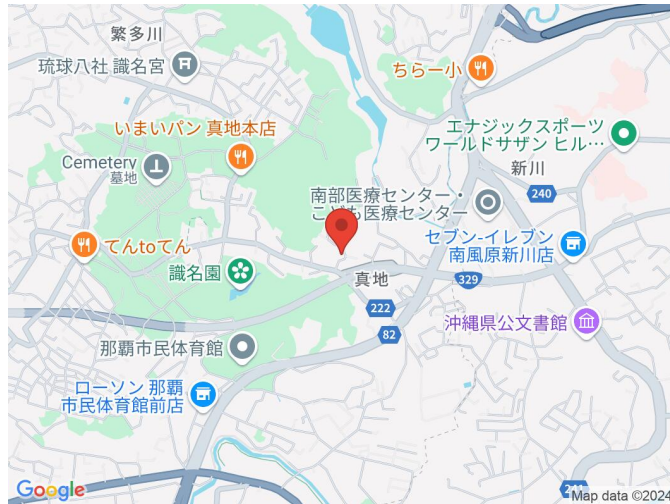 繁多川
琉球八社 識名宮
ちらー小
いまいパン 真地本店
エナジックスポーツ
ワールドサザン ヒル…
Cemetery
墓地
新川
240
南部医療センター・
こども医療センター
てんtoてん
セブン-イレブン
南風原新川店
識名園
真地
329
222
沖縄県公文書館
82
那覇市民体育館
ローソン 那覇
市民体育館前店
241
Google
Map data ©2024